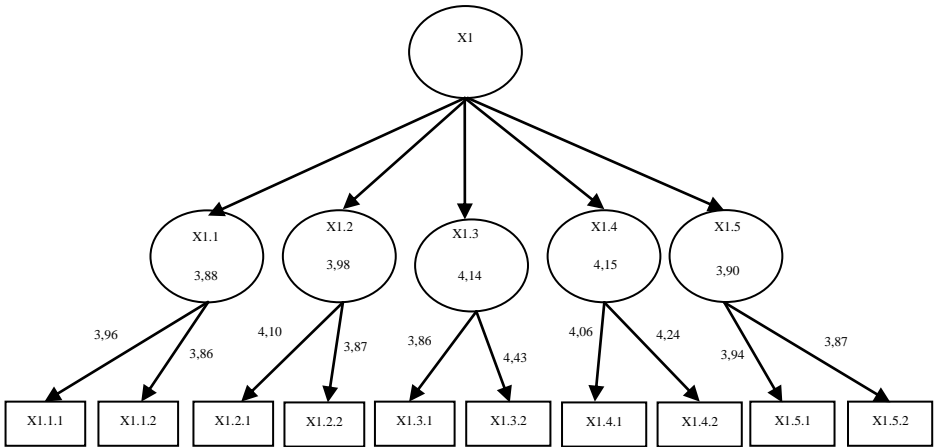 X1
X1.1
3,88
X1.2
3,98
X1.3
4,14
X1.4
4,15
X1.5
3,90
3,96
3,86
4,10
3,87
3,86
4,43
4,06
4,24
3,94
3,87
X1.1.1
X1.1.2
X1.2.1
X1.2.2
X1.3.1
X1.3.2
X1.4.1
X1.4.2
X1.5.1
X1.5.2